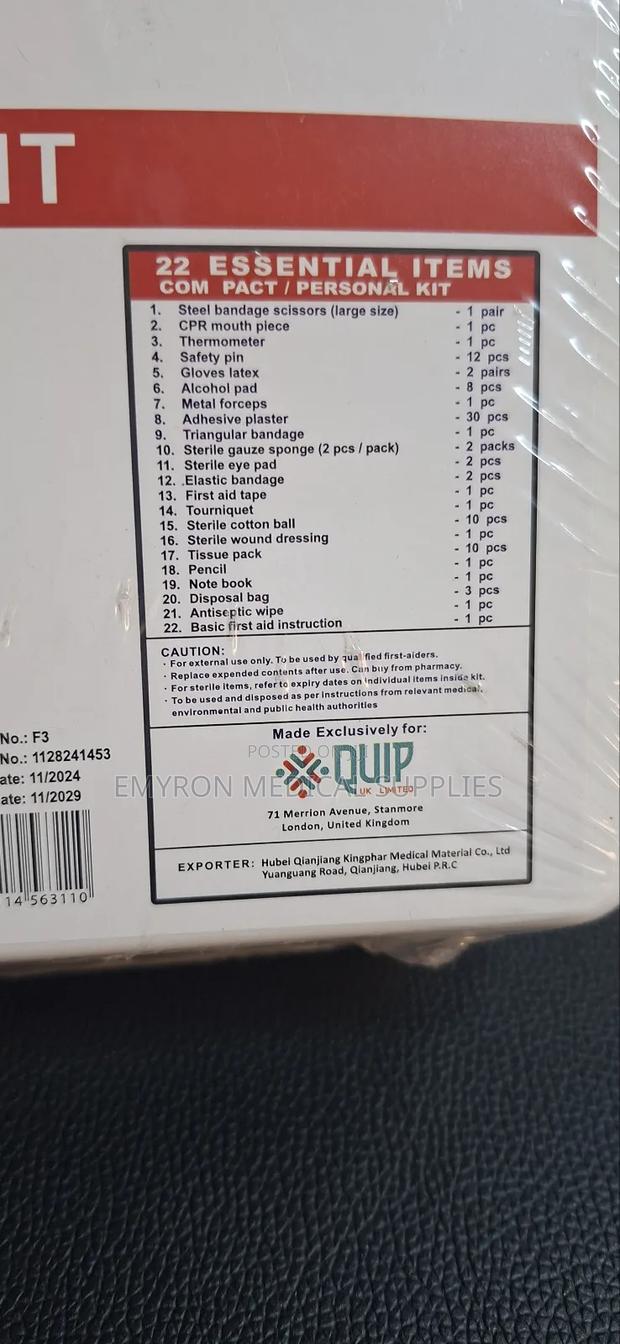 IT
22 ESSENTIAL ITEMS
COM PACT / PERSONAL KIT
1. Steel bandage scissors (large size) - 1 pair
2. CPR mouth piece - 1 pc
3. Thermometer - 1 pc
4. Safety pin - 12 pcs
5. Gloves latex - 2 pairs
6. Alcohol pad - 8 pcs
7. Metal forceps - 1 pc
8. Adhesive plaster - 30 pcs
9. Triangular bandage - 1 pc
10. Sterile gauze sponge (2 pcs / pack) - 2 packs
11. Sterile eye pad - 2 pcs
12. .Elastic bandage - 2 pcs
13. First aid tape - 1 pc
14. Tourniquet - 1 pc
15. Sterile cotton ball - 10 pcs
16. Sterile wound dressing - 1 pc
17. Tissue pack - 10 pc
18. Pencil - 1 pc
19. Note book - 1 pc
20. Disposal bag - 3 pcs
21. Antiseptic wipe - 1 pc
22. Basic first aid instruction - 1 pc
CAUTION:
· For external use only. To be used by qualified first-aiders.
· Replace expended contents after use. Can buy from pharmacy.
· For sterile items, refer to expiry dates on individual items inside kit.
· To be used and disposed as per instructions from relevant medical,
environmental and public health authorities
No.: F3
No.: 1128241453
ate: 11/2024
ate: 11/2029
14 563110
Made Exclusively for:
POSTED ON
QUIP
UK LIMITED
EMYRON MEDICAL SUPPLIES
71 Merrion Avenue, Stanmore
London, United Kingdom
EXPORTER: Hubei Qianjiang Kingphar Medical Material Co., Ltd
Yuanguang Road, Qianjiang, Hubei P.R.C